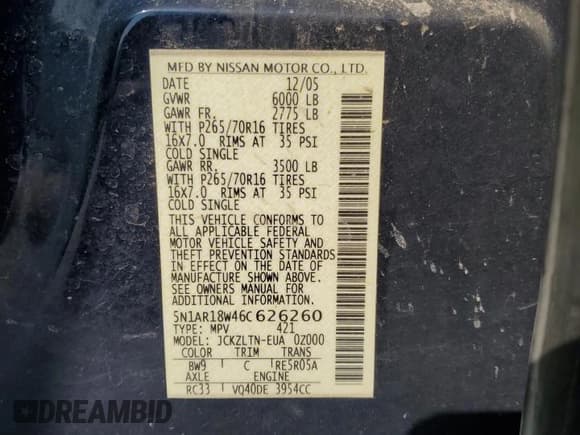 MFD BY NISSAN MOTOR CO., LTD.
DATE 12/05
GVWR 6000 LB
GAWR FR. 2775 LB
WITH P265/70R16 TIRES
16X7.0 RIMS AT 35 PSI
COLD SINGLE
GAWR RR. 3500 LB
WITH P265/70R16 TIRES
16X7.0 RIMS AT 35 PSI
COLD SINGLE
THIS VEHICLE CONFORMS TO
ALL APPLICABLE FEDERAL
MOTOR VEHICLE SAFETY AND
THEFT PREVENTION STANDARDS
IN EFFECT ON THE DATE OF
MANUFACTURE SHOWN ABOVE.
SEE OWNERS MANUAL FOR
ADDITIONAL INFORMATION.
5N1AR18W46C626260
TYPE: MPV 421
MODEL: JCKZLTN-EUA 0Z000
COLOR TRIM TRANS
BW9 C RE5R05A
AXLE ENGINE
RC33 VQ40DE 3954CC
DREAMBID